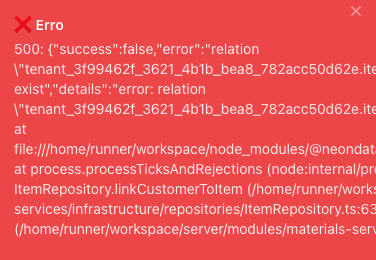 ❌ Erro
500: {"success":false,"error":"relation
\"tenant_3f99462f_3621_4b1b_bea8_782acc50d62e.ite
exist","details":"error: relation
\"tenant_3f99462f_3621_4b1b_bea8_782acc50d62e.ite
at
file:///home/runner/workspace/node_modules/@neondata
at process.processTicksAndRejections (node:internal/pro
ItemRepository.linkCustomerToItem (/home/runner/works
services/infrastructure/repositories/ItemRepository.ts:63
(/home/runner/workspace/server/modules/materials-serv